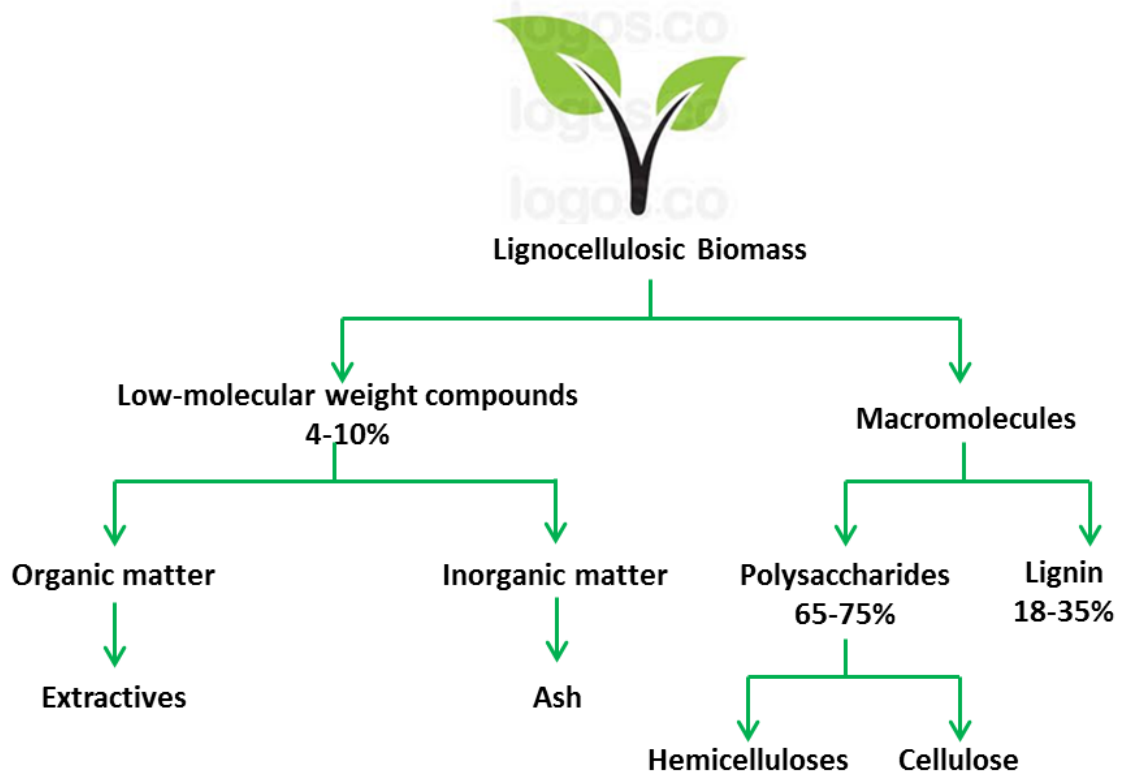 logos.co
logos.co
logos.co
Lignocellulosic Biomass
Low-molecular weight compounds
4-10%
Macromolecules
Organic matter
Inorganic matter
Polysaccharides
65-75%
Lignin
18-35%
Extractives
Ash
Hemicelluloses
Cellulose